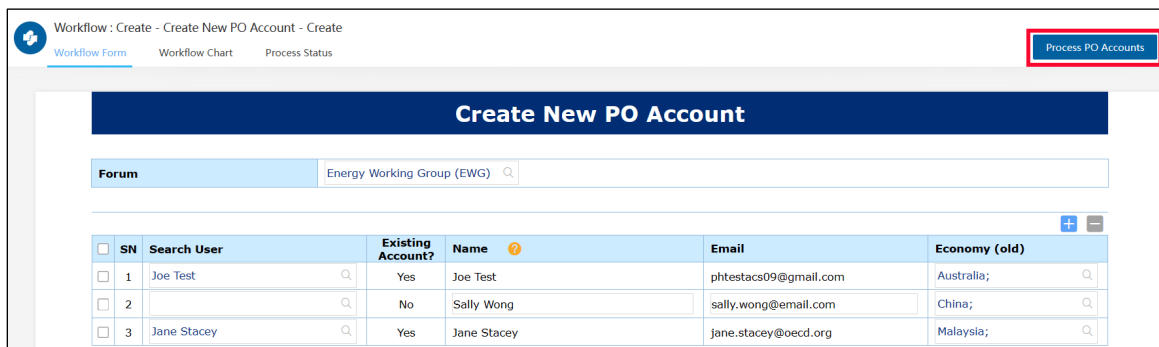 Workflow : Create - Create New PO Account - Create
Workflow Form Workflow Chart Process Status
Process PO Accounts
Create New PO Account
Forum Energy Working Group (EWG)
SN Search User Existing Account? Name ? Email Economy (old)
1 Joe Test Yes Joe Test phtestacs09@gmail.com Australia;
2 No Sally Wong sally.wong@email.com China;
3 Jane Stacey Yes Jane Stacey jane.stacey@oecd.org Malaysia;